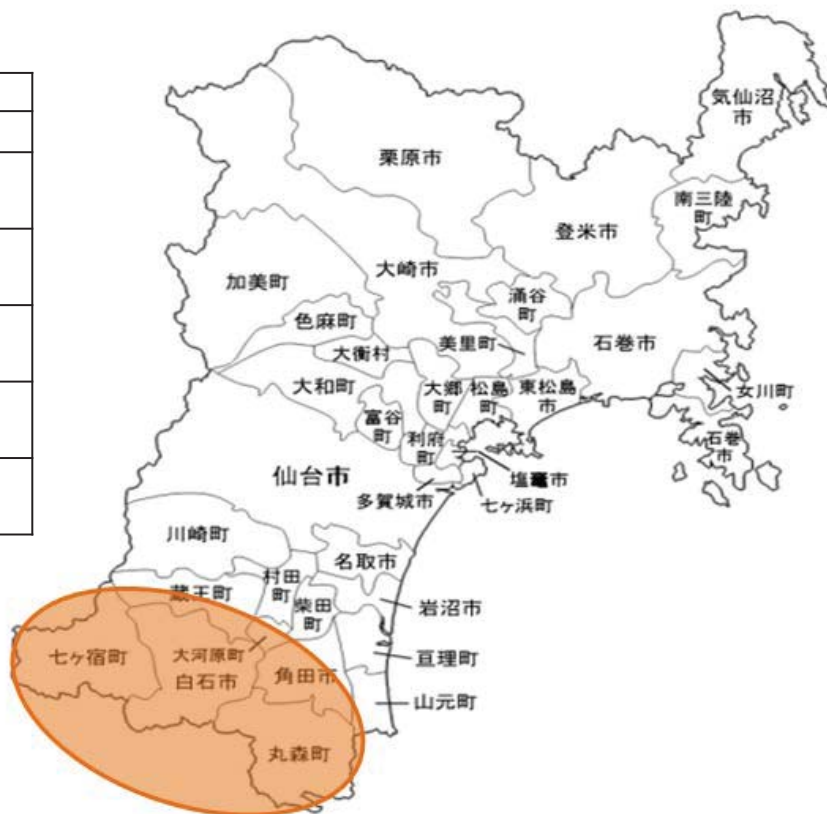 気仙沼
市
栗原市
南三陸
町
登米市
大崎市
加美町
涌谷
町
色麻町
美里町
石巻市
大衡村
大和町
大郷
町
松島
町
東松島
市
女川町
富谷
町
利府
町
石巻
市
仙台市
塩竈市
多賀城市
七ヶ浜町
川崎町
名取市
村田
町
蔵王町
柴田
町
岩沼市
七ヶ宿町
大河原町
白石市
角田市
亘理町
山元町
丸森町